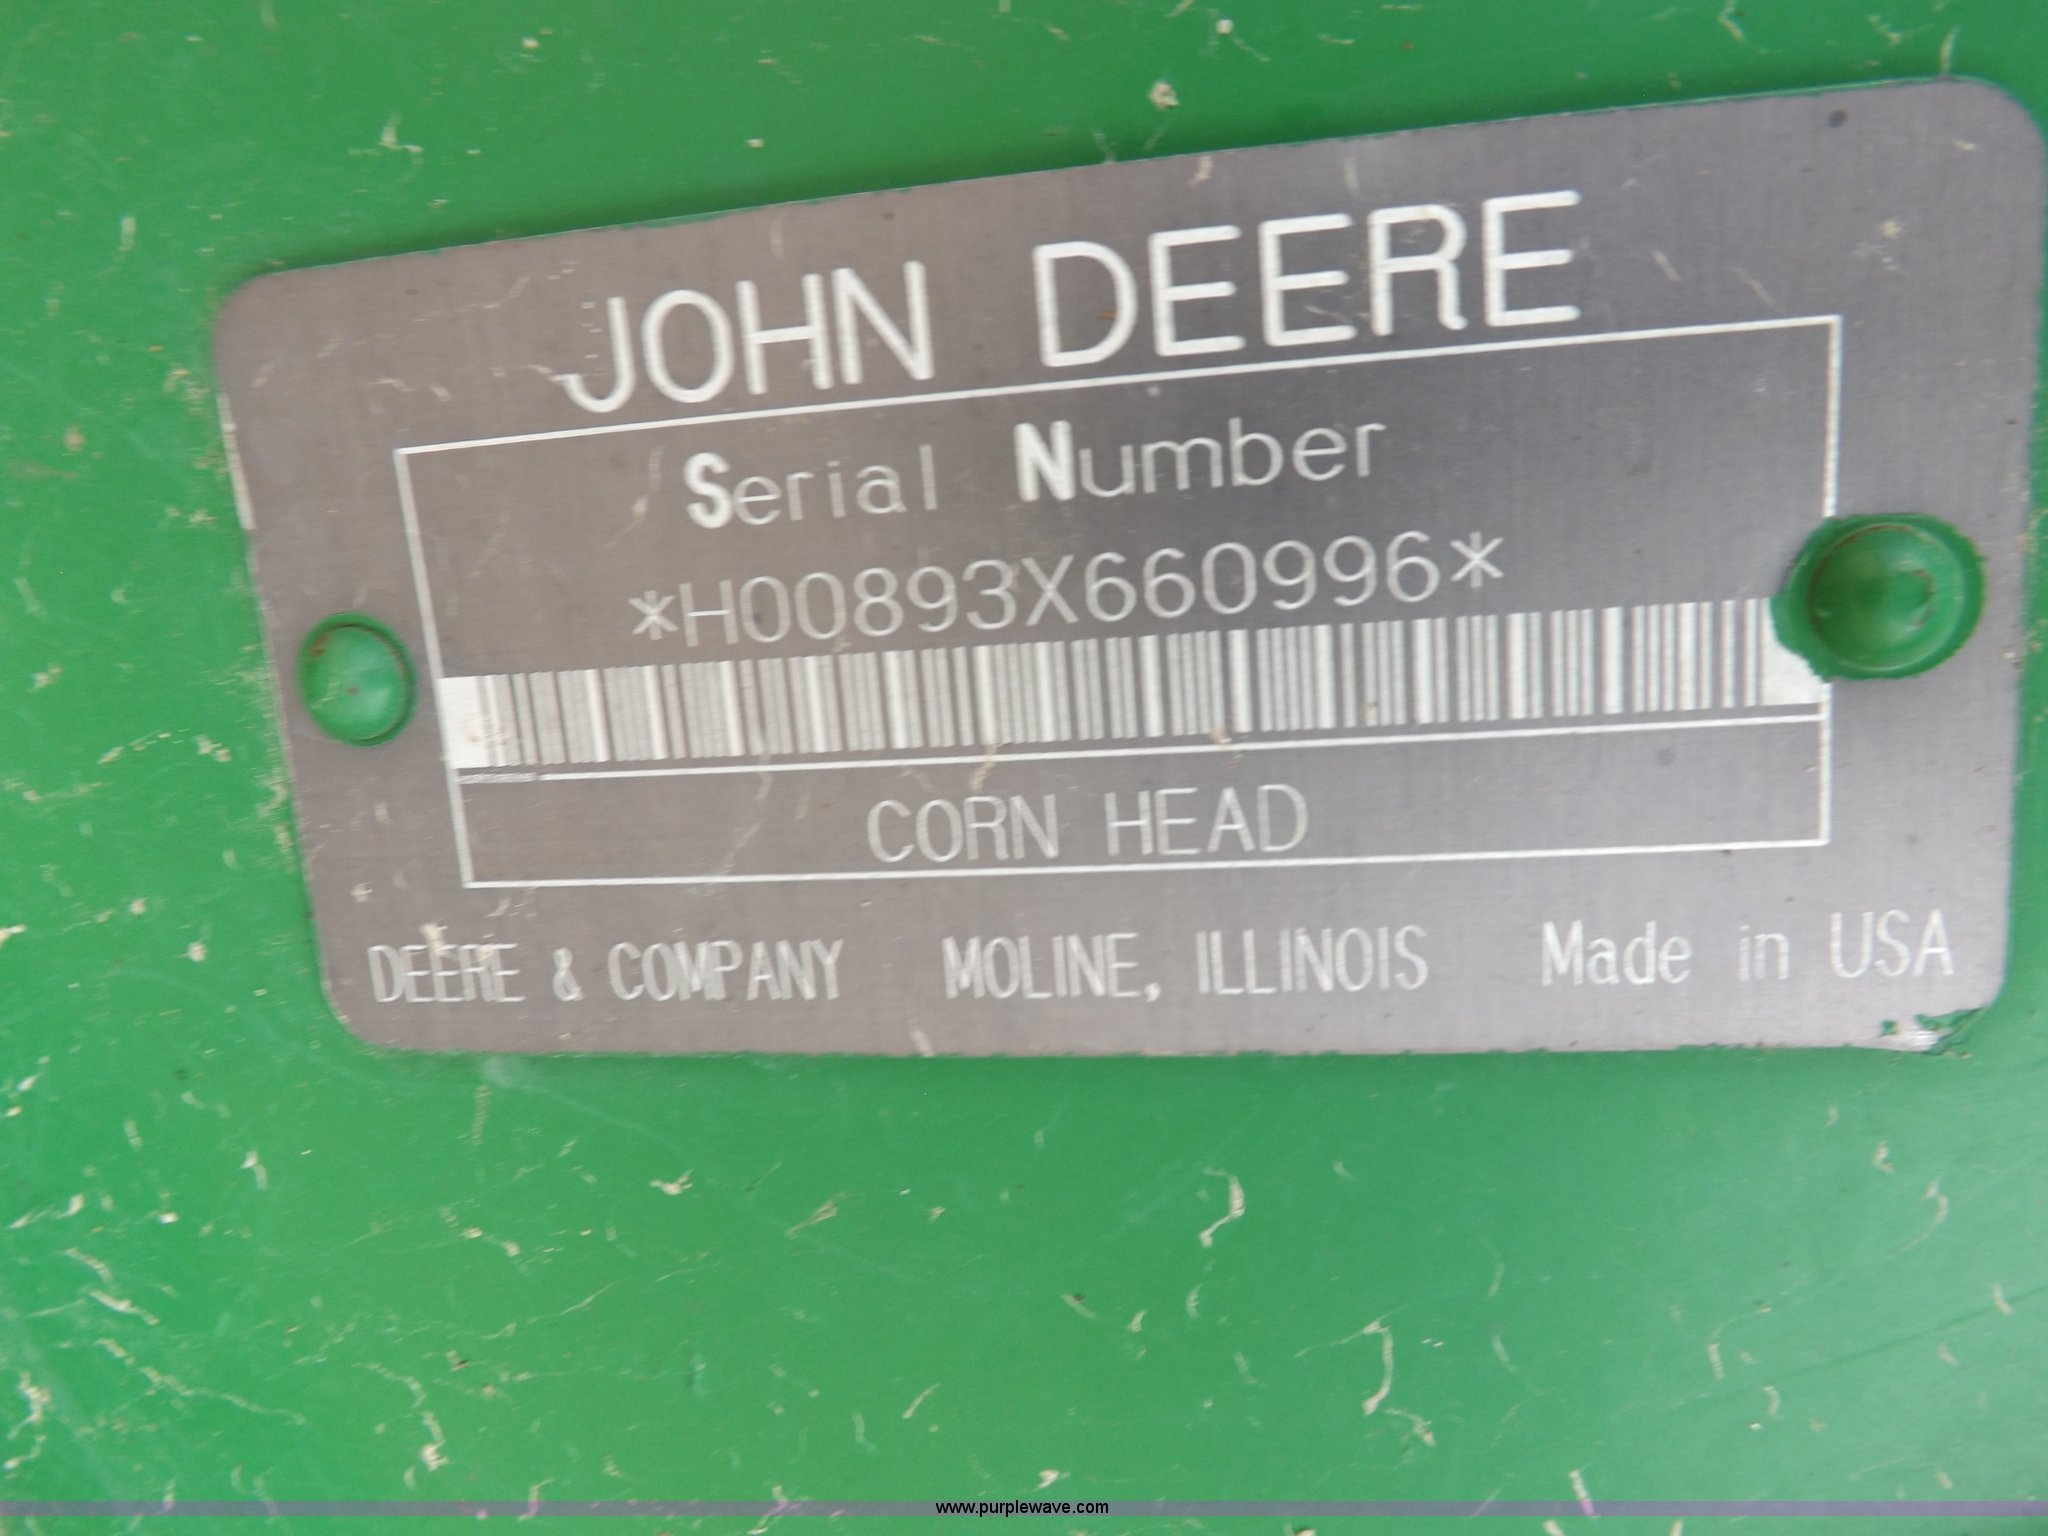 JOHN DEERE
Serial Number
*H00893X660996*
CORN HEAD
DEERE & COMPANY MOLINE, ILLINOIS Made in USA
www.purplewave.com